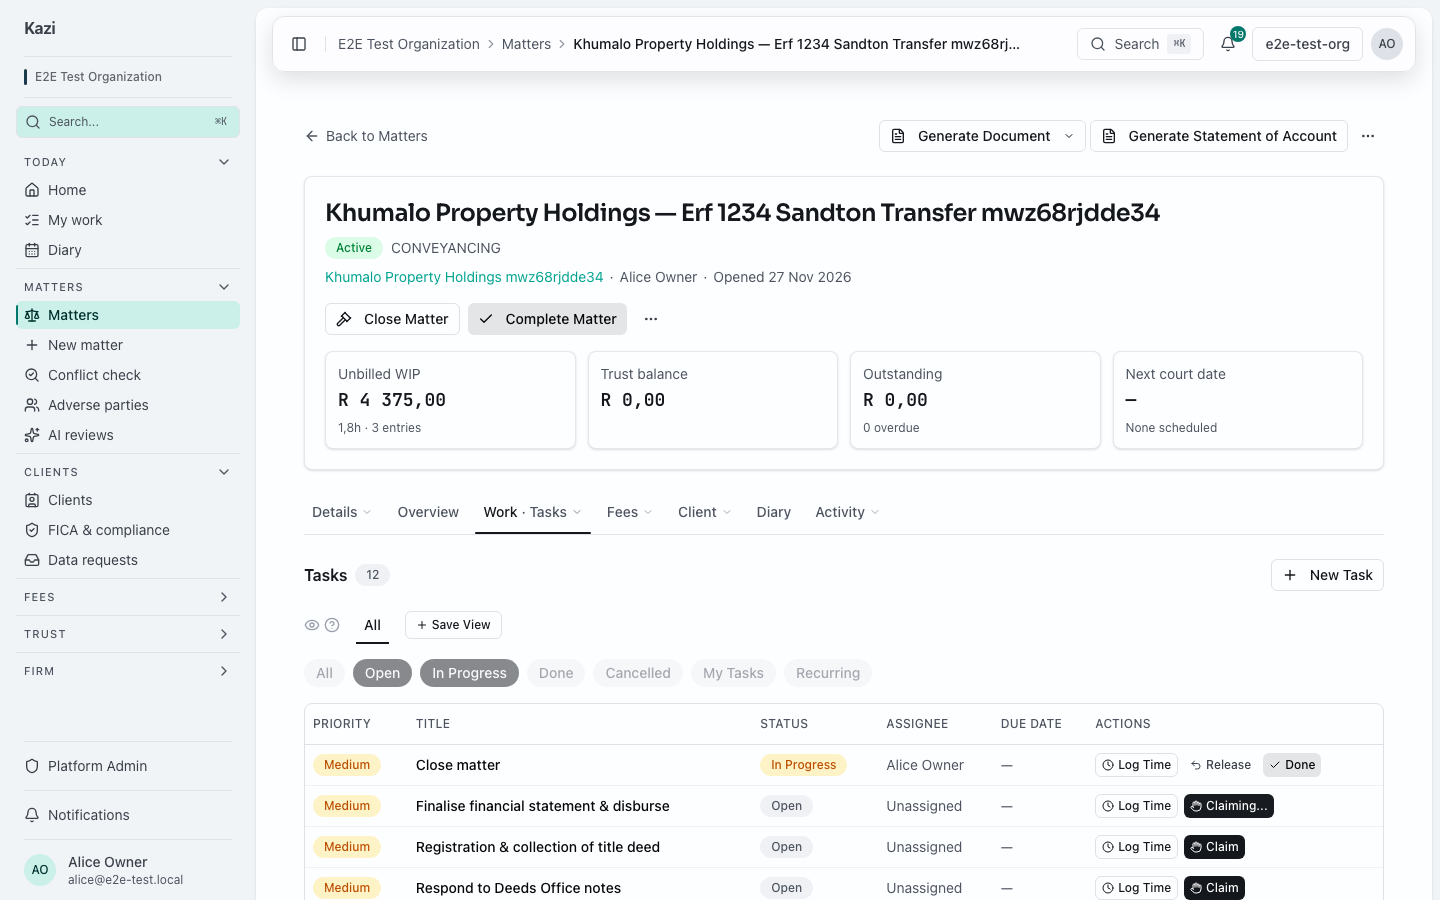 Kazi
E2E Test Organization
Search... ⌘K
TODAY
Home
My work
Diary
MATTERS
Matters
New matter
Conflict check
Adverse parties
AI reviews
CLIENTS
Clients
FICA & compliance
Data requests
FEES
TRUST
FIRM
Platform Admin
Notifications
AO Alice Owner
alice@e2e-test.local
E2E Test Organization > Matters > Khumalo Property Holdings — Erf 1234 Sandton Transfer mwz68rj...
Search ⌘K
19
e2e-test-org
AO
Back to Matters
Generate Document
Generate Statement of Account
Khumalo Property Holdings — Erf 1234 Sandton Transfer mwz68rjdde34
Active CONVEYANCING
Khumalo Property Holdings mwz68rjdde34 · Alice Owner · Opened 27 Nov 2026
Close Matter
Complete Matter
Unbilled WIP
R 4 375,00
1,8h · 3 entries
Trust balance
R 0,00
Outstanding
R 0,00
0 overdue
Next court date
—
None scheduled
Details Overview Work · Tasks Fees Client Diary Activity
Tasks 12
New Task
All
+ Save View
All Open In Progress Done Cancelled My Tasks Recurring
PRIORITY TITLE STATUS ASSIGNEE DUE DATE ACTIONS
Medium Close matter In Progress Alice Owner — Log Time Release Done
Medium Finalise financial statement & disburse Open Unassigned — Log Time Claiming...
Medium Registration & collection of title deed Open Unassigned — Log Time Claim
Medium Respond to Deeds Office notes Open Unassigned — Log Time Claim